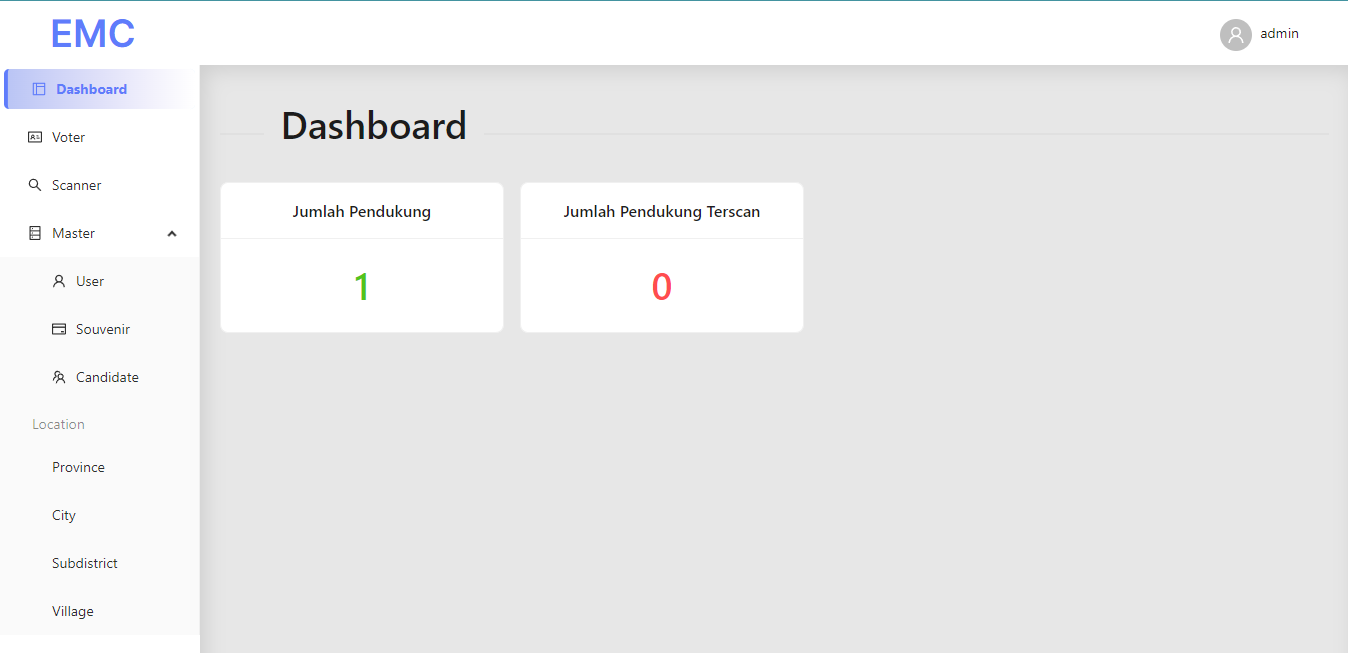 EMC
admin
Dashboard
Voter
Scanner
Master
User
Souvenir
Candidate
Location
Province
City
Subdistrict
Village
Dashboard
Jumlah Pendukung
1
Jumlah Pendukung Terscan
0